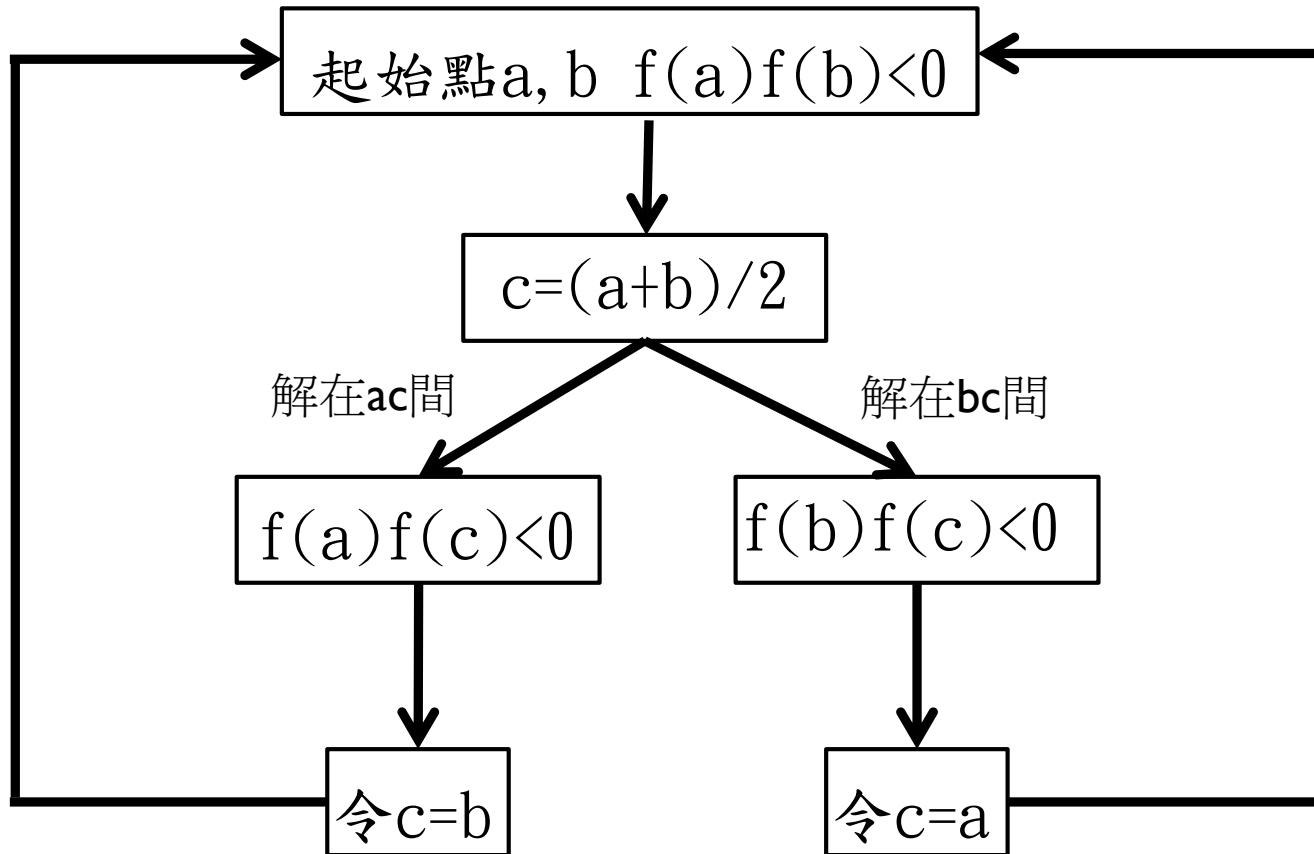 起始點a,b f(a)f(b)<0
c=(a+b)/2
解在ac間
解在bc間
f(a)f(c)<0
f(b)f(c)<0
令c=b
令c=a